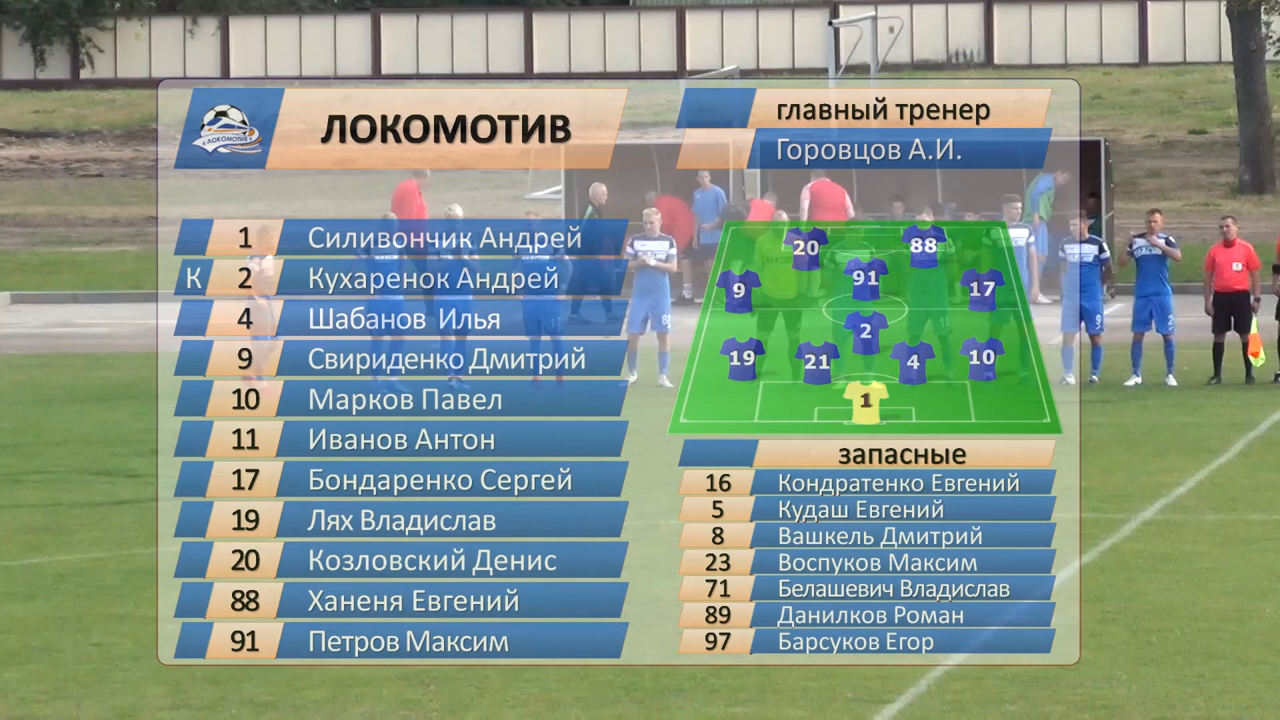 ЛОКОМОТИВ
ЛОКОМОТИВ
главный тренер
Горовцов А.И.
1 Силивончик Андрей
К 2 Кухаренок Андрей
4 Шабанов Илья
9 Свириденко Дмитрий
10 Марков Павел
11 Иванов Антон
17 Бондаренко Сергей
19 Лях Владислав
20 Козловский Денис
88 Ханеня Евгений
91 Петров Максим
20 88
9 91 17
2
19 21 4 10
1
запасные
16 Кондратенко Евгений
5 Кудаш Евгений
8 Вашкель Дмитрий
23 Воспуков Максим
71 Белашевич Владислав
89 Данилков Роман
97 Барсуков Егор